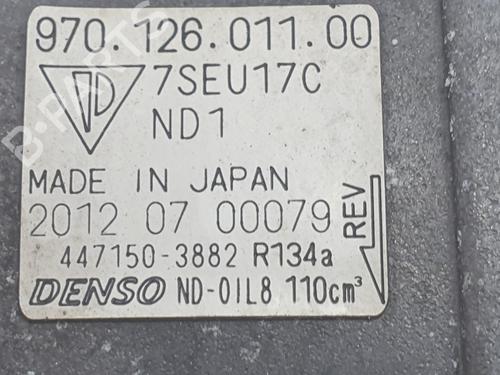 970.126.011.00
7SEU17C
ND1
MADE IN JAPAN
2012 07 00079
REV
447150-3882 R134a
DENSO ND-OIL8 110cm³
B-PARTS